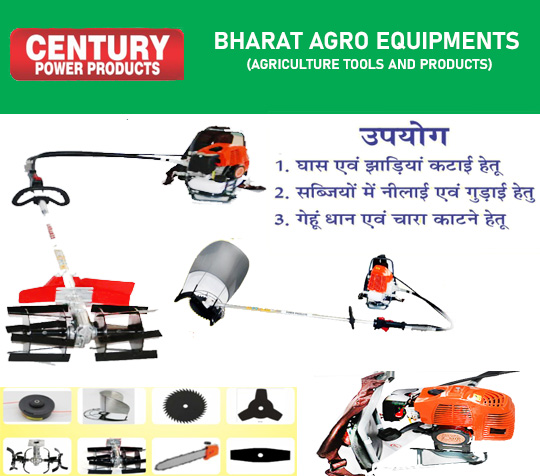 CENTURY
POWER PRODUCTS
BHARAT AGRO EQUIPMENTS
(AGRICULTURE TOOLS AND PRODUCTS)
उपयोग
1. घास एवं झाड़ियां कटाई हेतू
2. सब्जियों में नीलाई एवं गुड़ाई हेतु
3. गेहूं धान एवं चारा काटने हेतू